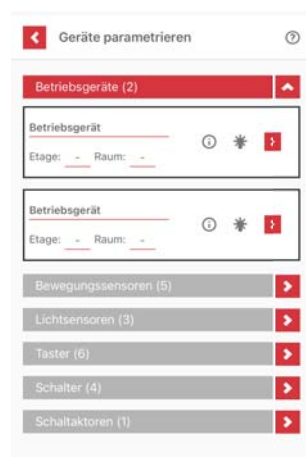 Geräte parametrieren
Betriebsgeräte (2)
Betriebsgerät
Etage: - Raum: -
Betriebsgerät
Etage: - Raum: -
Bewegungssensoren (5)
Lichtsensoren (3)
Taster (6)
Schalter (4)
Schaltaktoren (1)